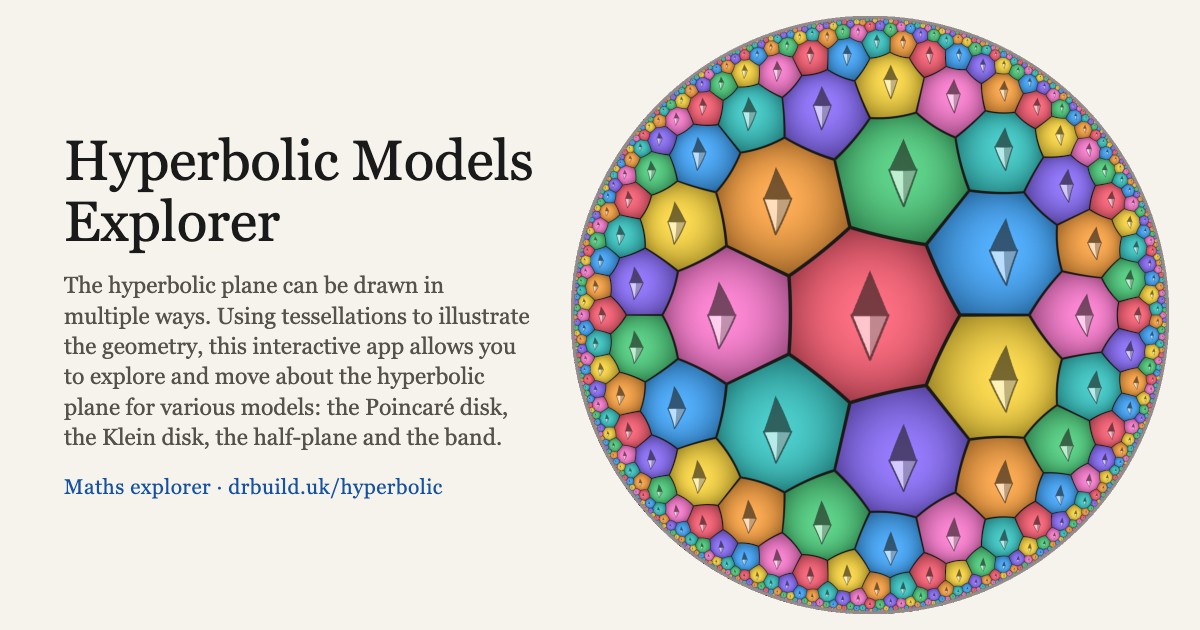 Hyperbolic Models
Explorer
The hyperbolic plane can be drawn in
multiple ways. Using tessellations to illustrate
the geometry, this interactive app allows you
to explore and move about the hyperbolic
plane for various models: the Poincaré disk,
the Klein disk, the half-plane and the band.
Maths explorer · drbuild.uk/hyperbolic